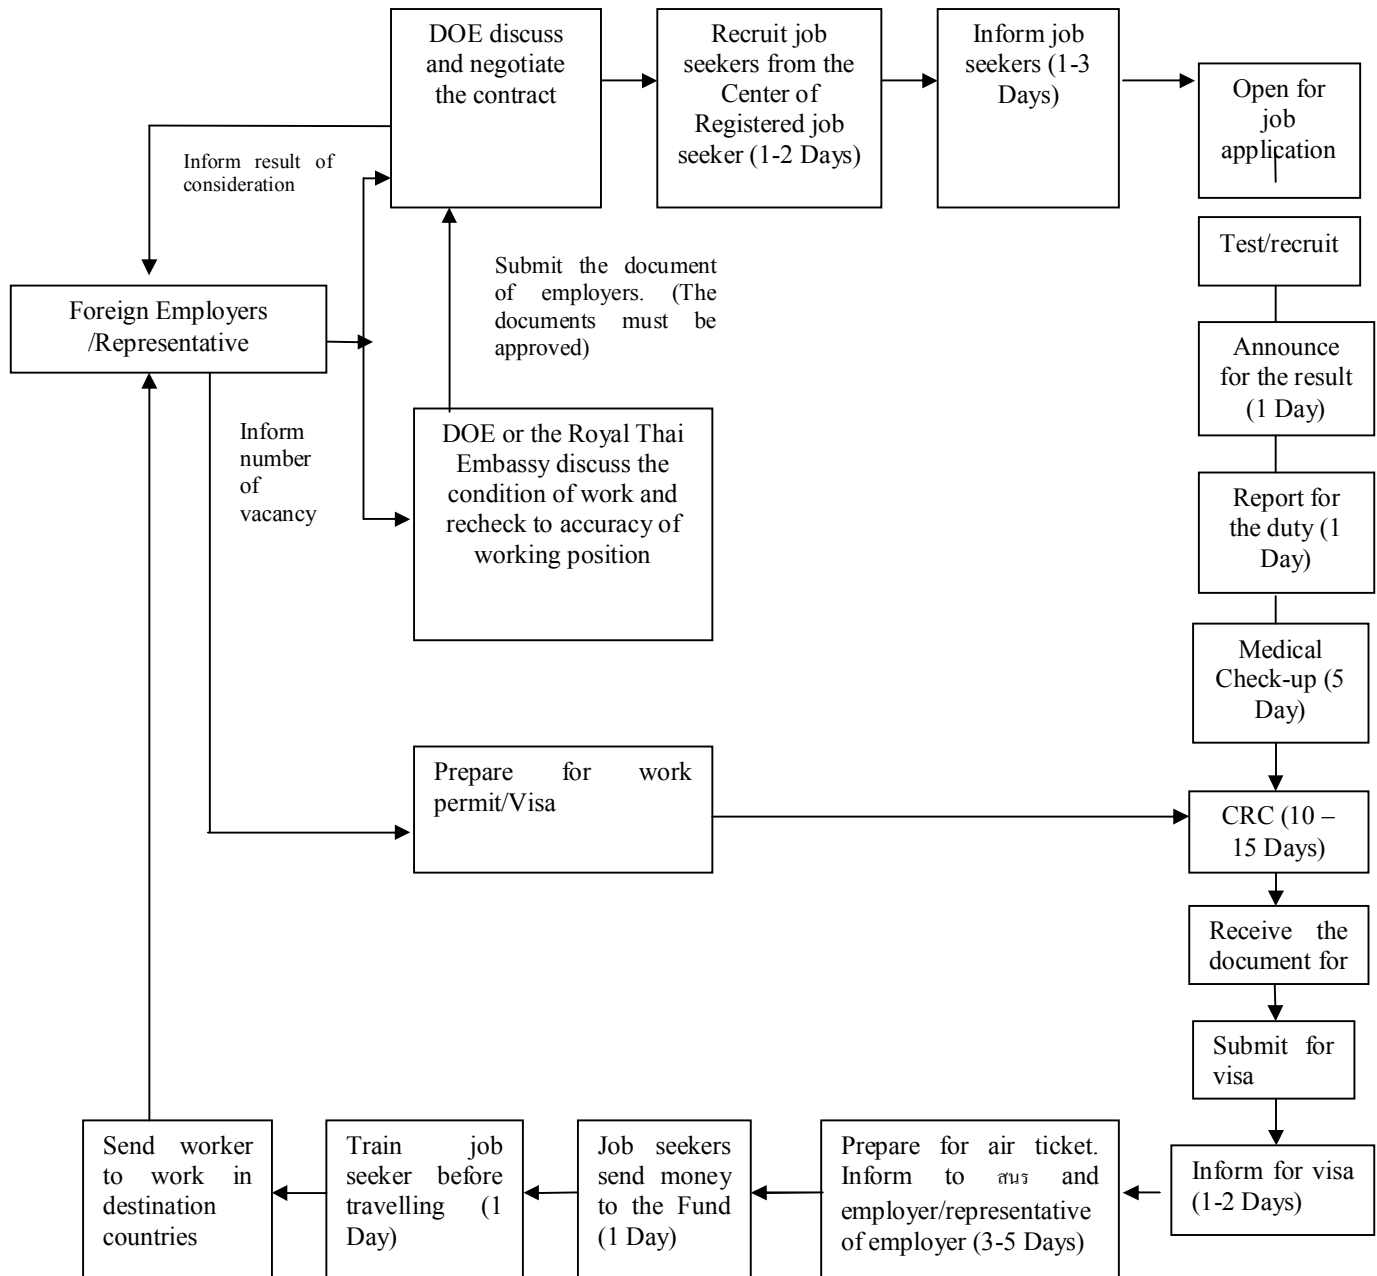 DOE discuss
and negotiate
the contract
Recruit job
seekers from the
Center of
Registered job
seeker (1-2 Days)
Inform job
seekers (1-3
Days)
Open for
job
application
Inform result of
consideration
Test/recruit
Submit the document
of employers. (The
documents must be
approved)
Foreign Employers
/Representative
Announce
for the result
(1 Day)
Inform
number
of
vacancy
DOE or the Royal Thai
Embassy discuss the
condition of work and
recheck to accuracy of
working position
Report for
the duty (1
Day)
Medical
Check-up (5
Day)
Prepare for work
permit/Visa
CRC (10 –
15 Days)
Receive the
document for
Submit for
visa
Inform for visa
(1-2 Days)
Prepare for air ticket.
Inform to สนร and
employer/representative
of employer (3-5 Days)
Job seekers
send money
to the Fund
(1 Day)
Train job
seeker before
travelling (1
Day)
Send worker
to work in
destination
countries